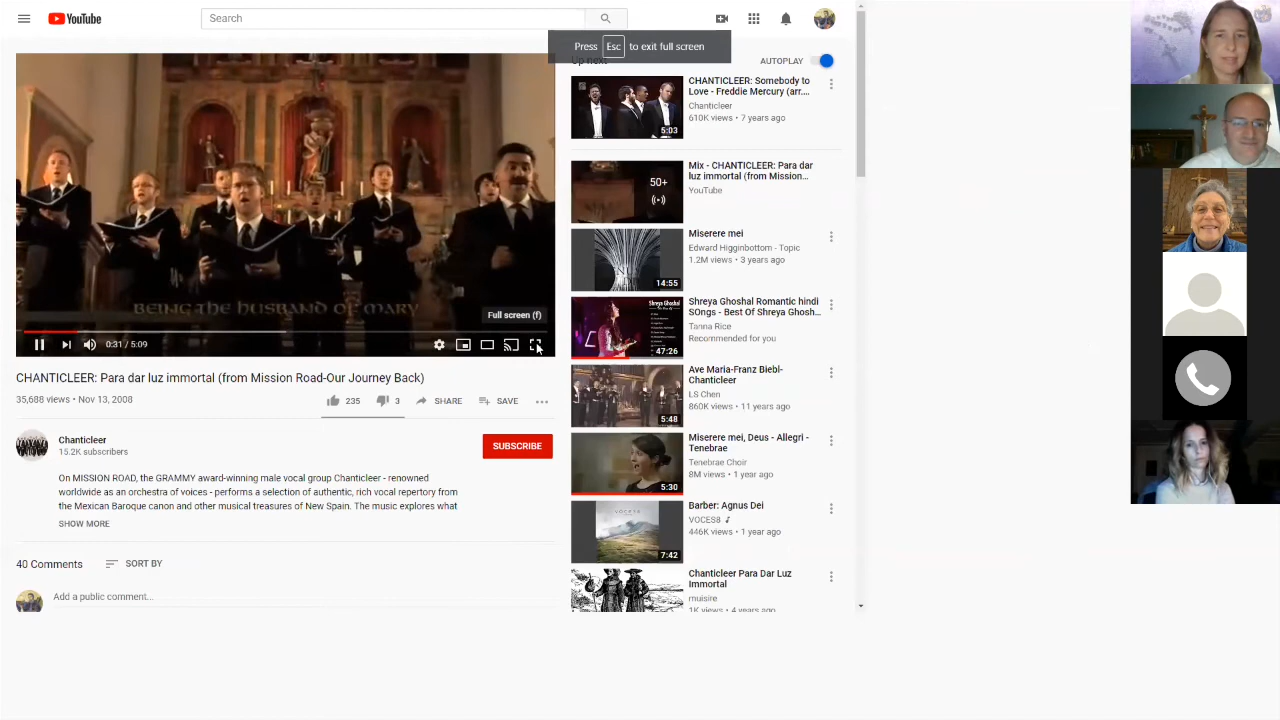 YouTube
Search
Press Esc to exit full screen
Up next
AUTOPLAY
BEING THE HUSBAND OF MARY
Full screen (f)
0:31 / 5:09
CHANTICLEER: Para dar luz immortal (from Mission Road-Our Journey Back)
35,688 views • Nov 13, 2008
235
3
SHARE
SAVE
Chanticleer
15.2K subscribers
SUBSCRIBE
On MISSION ROAD, the GRAMMY award-winning male vocal group Chanticleer - renowned
worldwide as an orchestra of voices - performs a selection of authentic, rich vocal repertory from
the Mexican Baroque canon and other musical treasures of New Spain. The music explores what
SHOW MORE
40 Comments
SORT BY
Add a public comment...
5:03
CHANTICLEER: Somebody to
Love - Freddie Mercury (arr....
Chanticleer
610K views • 7 years ago
50+
Mix - CHANTICLEER: Para dar
luz immortal (from Mission...
YouTube
14:55
Miserere mei
Edward Higginbottom - Topic
1.2M views • 3 years ago
Shreya Ghoshal
47:26
Shreya Ghoshal Romantic hindi
SOngs - Best Of Shreya Ghosh...
Tanna Rice
Recommended for you
5:48
Ave Maria-Franz Biebl-
Chanticleer
LS Chen
860K views • 11 years ago
5:30
Miserere mei, Deus - Allegri -
Tenebrae
Tenebrae Choir
8M views • 1 year ago
VOCES8
7:42
Barber: Agnus Dei
VOCES8
446K views • 1 year ago
Chanticleer Para Dar Luz
Immortal
muisire
1K views • 4 years ago